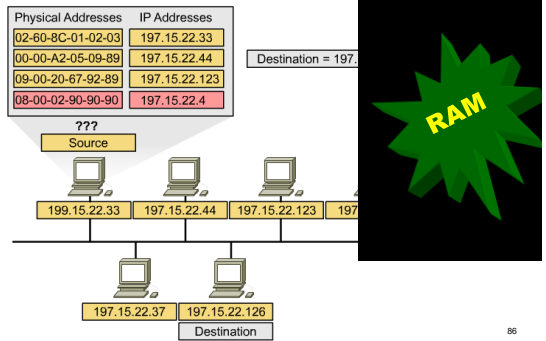 Physical Addresses IP Addresses
02-60-8C-01-02-03 197.15.22.33
00-00-A2-05-09-89 197.15.22.44
09-00-20-67-92-89 197.15.22.123
08-00-02-90-90-90 197.15.22.4
Destination = 197.
RAM
???
Source
199.15.22.33 197.15.22.44 197.15.22.123 197
197.15.22.37 197.15.22.126
Destination
86